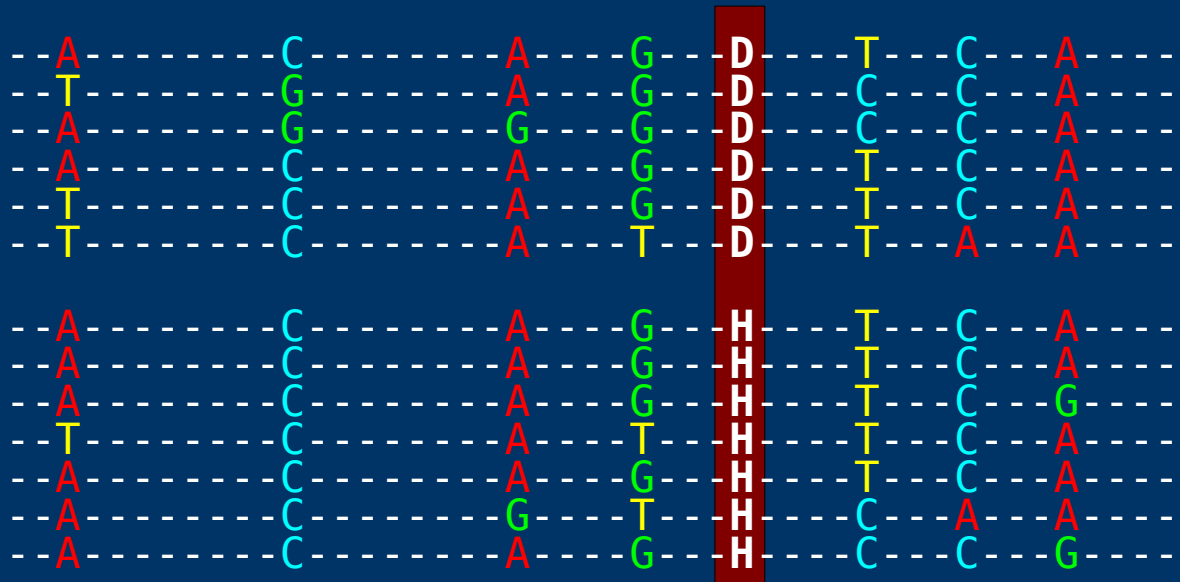 --A--------C--------A----G---D----T---C---A----
--T--------G--------A----G---D----C---C---A----
--A--------G--------G----G---D----C---C---A----
--A--------C--------A----G---D----T---C---A----
--T--------C--------A----G---D----T---C---A----
--T--------C--------A----T---D----T---A---A----
--A--------C--------A----G---H----T---C---A----
--A--------C--------A----G---H----T---C---A----
--A--------C--------A----G---H----T---C---G----
--T--------C--------A----T---H----T---C---A----
--A--------C--------A----G---H----T---C---A----
--A--------C--------G----T---H----C---A---A----
--A--------C--------A----G---H----C---C---G----